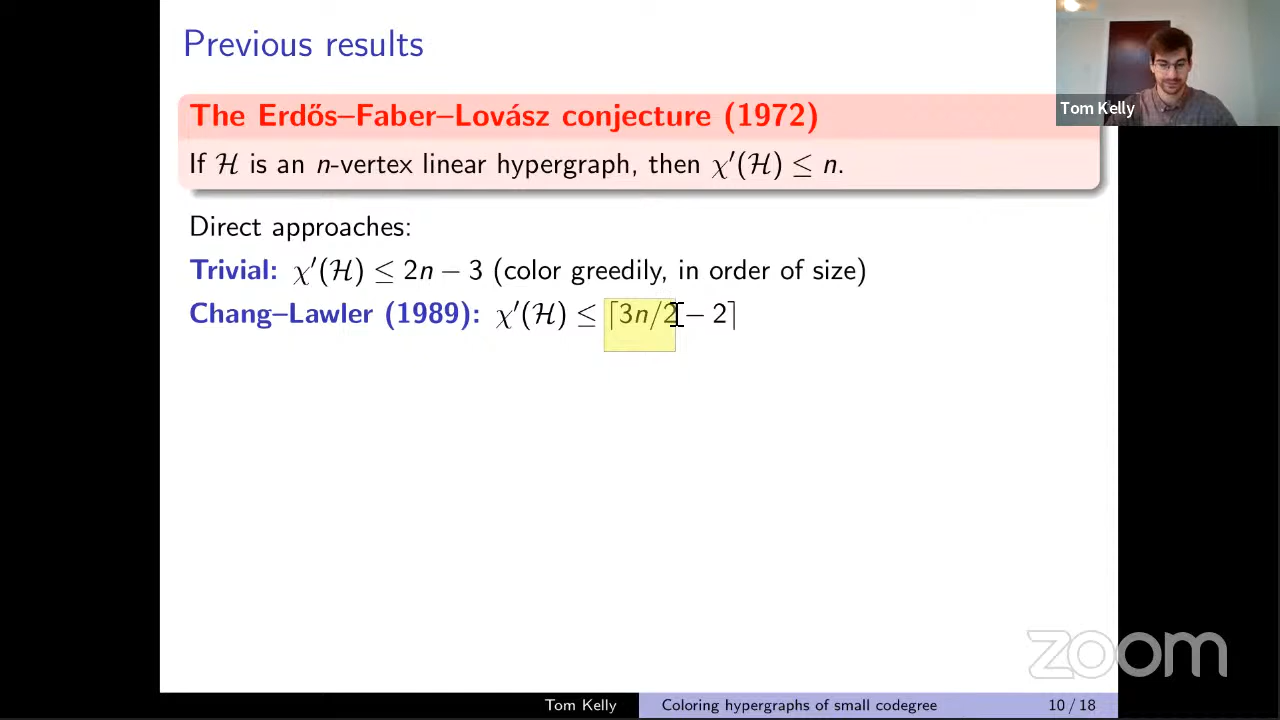 Previous results
Tom Kelly
The Erdős–Faber–Lovász conjecture (1972)
If ℋ is an n-vertex linear hypergraph, then χ′(ℋ) ≤ n.
Direct approaches:
Trivial: χ′(ℋ) ≤ 2n − 3 (color greedily, in order of size)
Chang–Lawler (1989): χ′(ℋ) ≤ ⌈3n/2 − 2⌉
zoom
Tom Kelly Coloring hypergraphs of small codegree 10 / 18